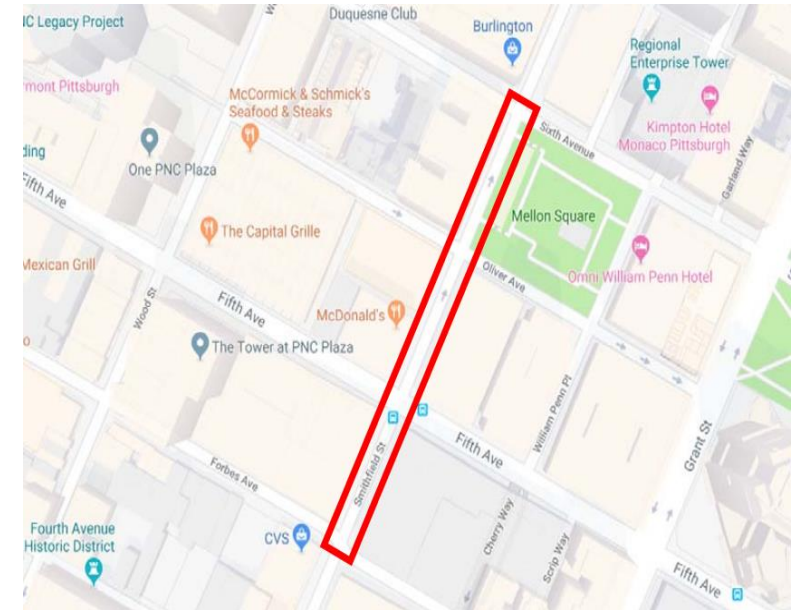 IC Legacy Project
Duquesne Club
Burlington
Regional
Enterprise Tower
rmont Pittsburgh
McCormick & Schmick's
Seafood & Steaks
Sixth Avenue
Kimpton Hotel
Monaco Pittsburgh
Garland Way
ding
One PNC Plaza
Fifth Ave
The Capital Grille
Mellon Square
Mexican Grill
Oliver Ave
Omni William Penn Hotel
Wood St
Fifth Ave
McDonald's
The Tower at PNC Plaza
William Penn Pl
Grant St
Fifth Ave
Forbes Ave
Smithfield St
Cherry Way
Scrip Way
CVS
Fourth Avenue
Historic District
Fifth Ave